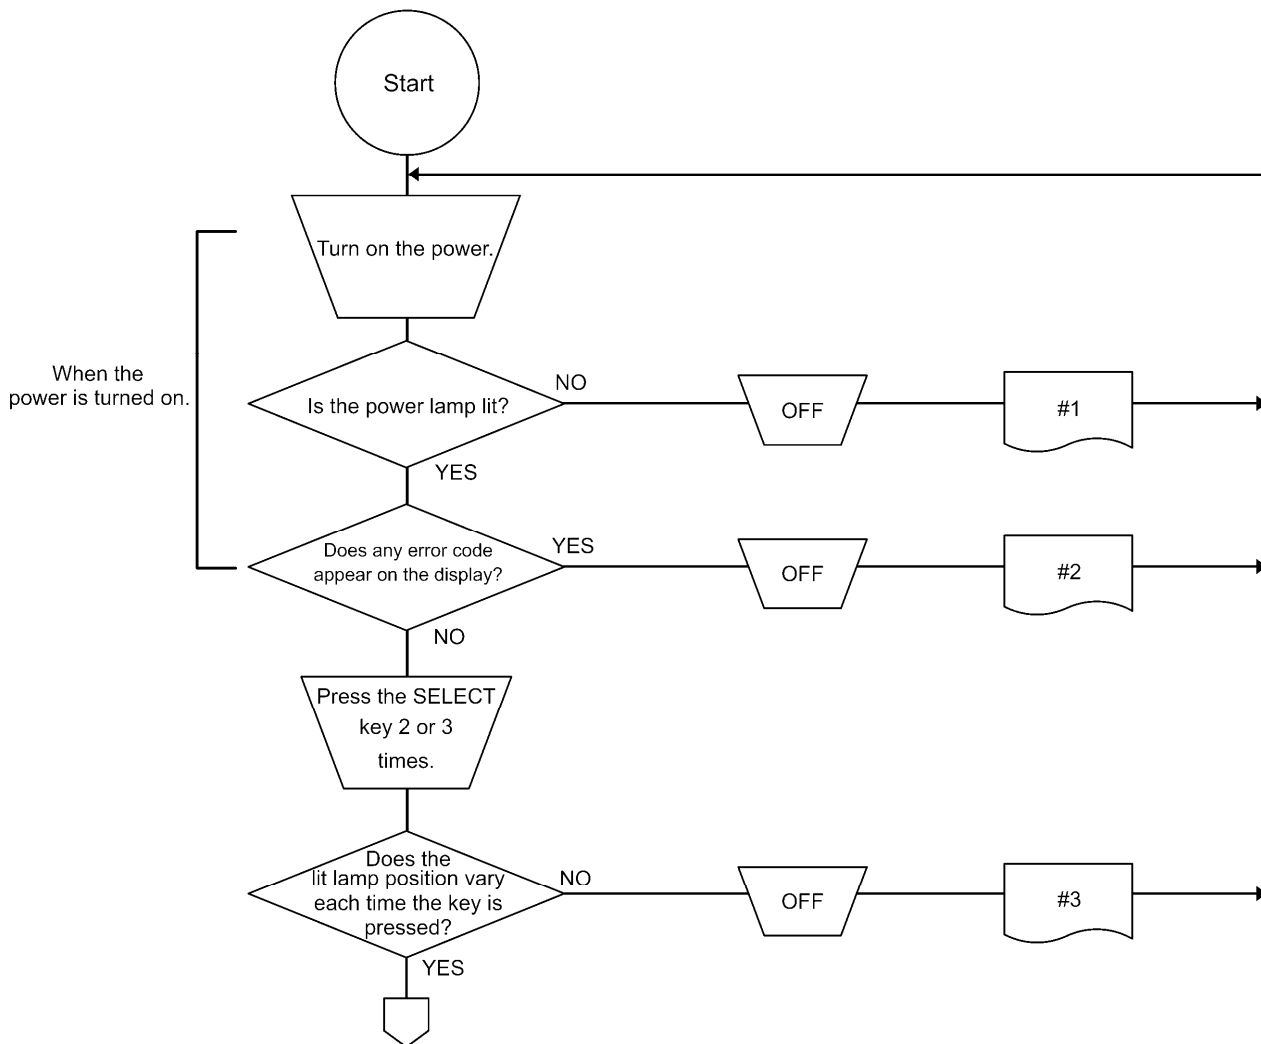 Start
Turn on the power.
When the
power is turned on.
Is the power lamp lit?
NO
OFF
#1
YES
Does any error code
appear on the display?
YES
OFF
#2
NO
Press the SELECT
key 2 or 3
times.
Does the
lit lamp position vary
each time the key is
pressed?
NO
OFF
#3
YES